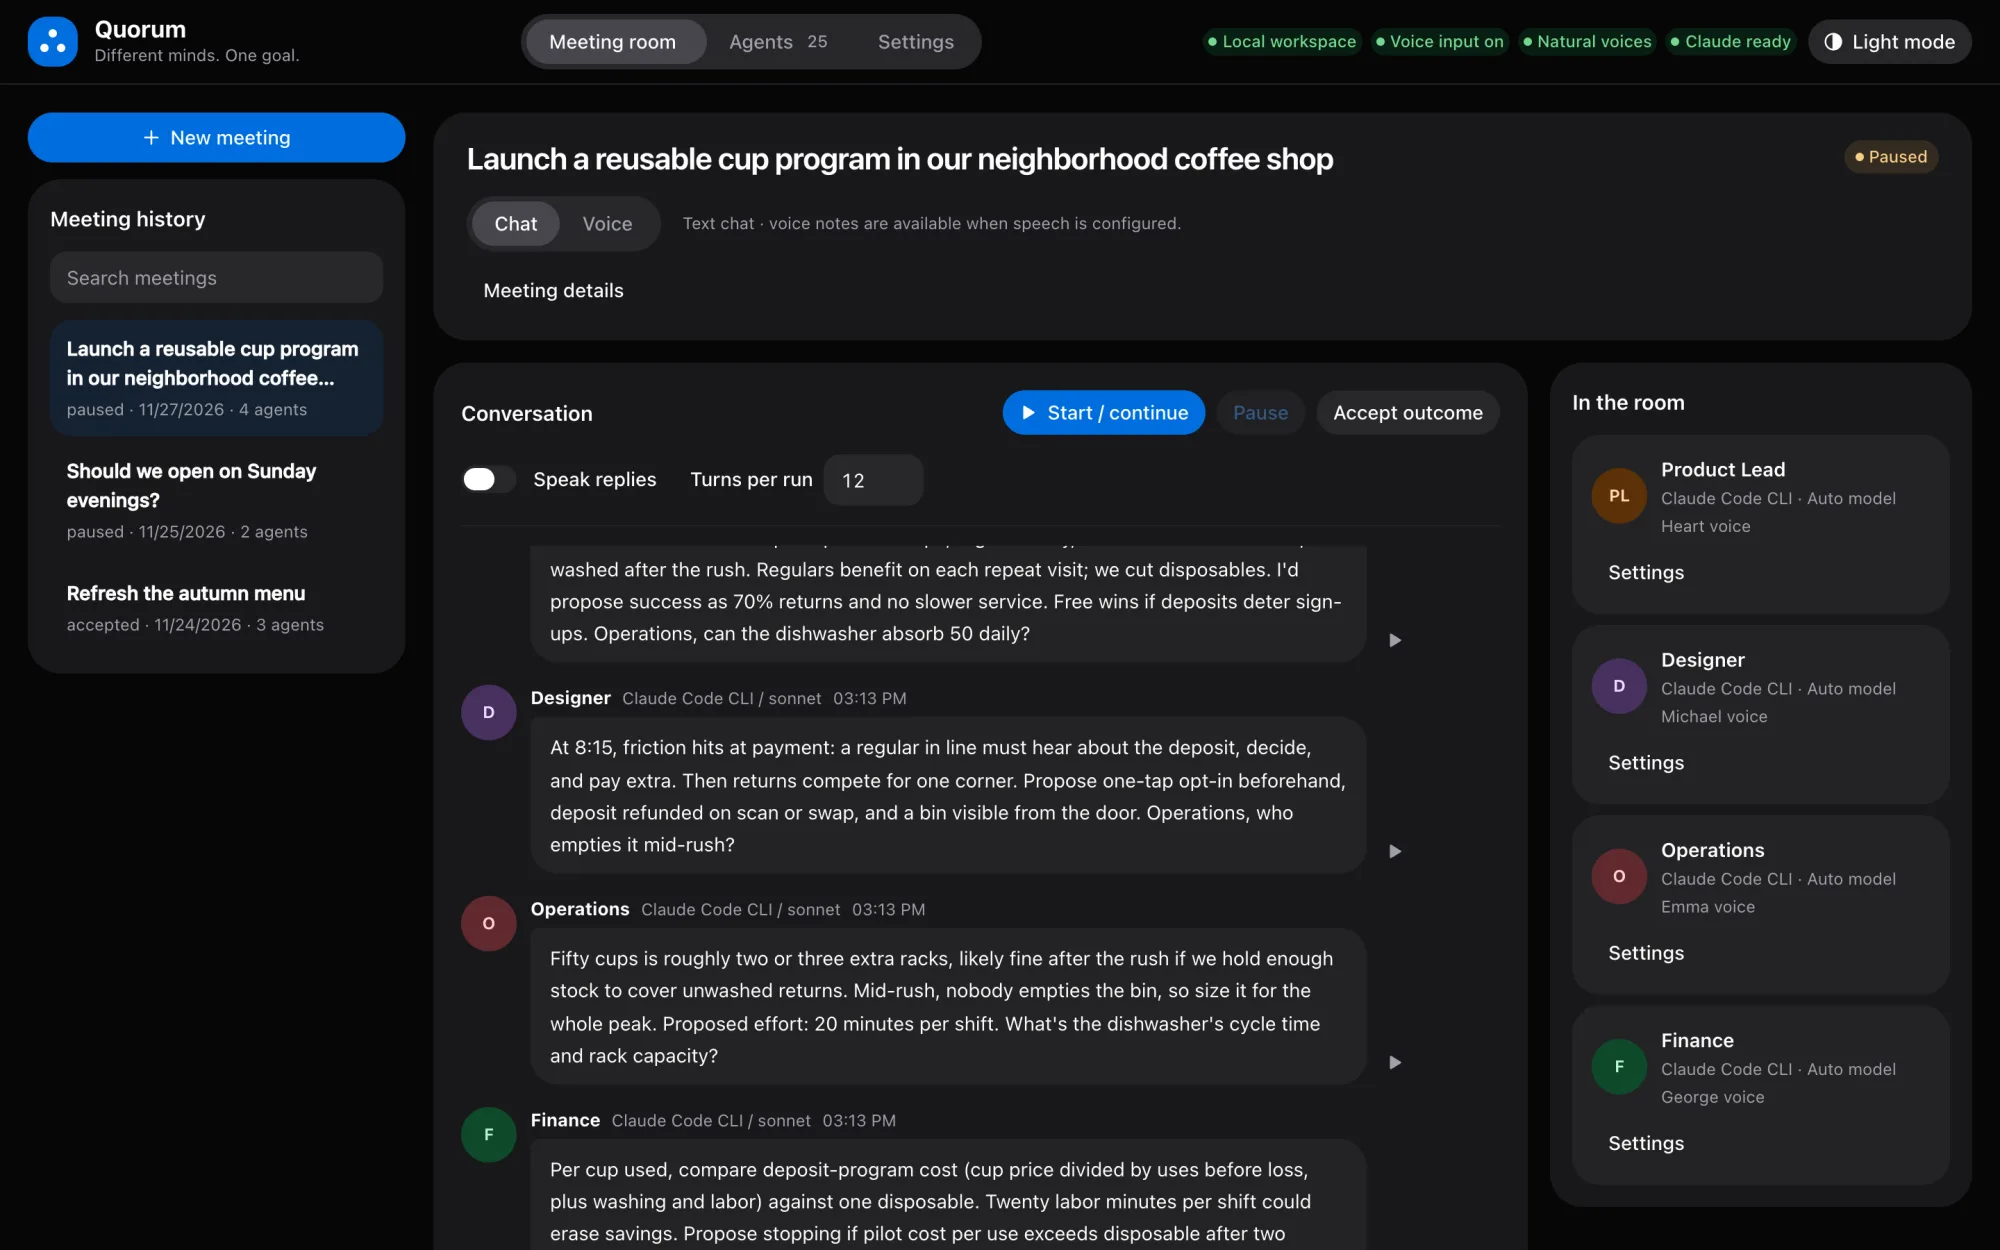 Quorum
Different minds. One goal.
Meeting room
Agents 25
Settings
Local workspace
Voice input on
Natural voices
Claude ready
Light mode
+ New meeting
Meeting history
Search meetings
Launch a reusable cup program
in our neighborhood coffee...
paused · 11/27/2026 · 4 agents
Should we open on Sunday
evenings?
paused · 11/25/2026 · 2 agents
Refresh the autumn menu
accepted · 11/24/2026 · 3 agents
Launch a reusable cup program in our neighborhood coffee shop
Paused
Chat
Voice
Text chat · voice notes are available when speech is configured.
Meeting details
Conversation
Start / continue
Pause
Accept outcome
Speak replies
Turns per run
12
washed after the rush. Regulars benefit on each repeat visit; we cut disposables. I'd
propose success as 70% returns and no slower service. Free wins if deposits deter sign-
ups. Operations, can the dishwasher absorb 50 daily?
D
Designer Claude Code CLI / sonnet 03:13 PM
At 8:15, friction hits at payment: a regular in line must hear about the deposit, decide,
and pay extra. Then returns compete for one corner. Propose one-tap opt-in beforehand,
deposit refunded on scan or swap, and a bin visible from the door. Operations, who
empties it mid-rush?
O
Operations Claude Code CLI / sonnet 03:13 PM
Fifty cups is roughly two or three extra racks, likely fine after the rush if we hold enough
stock to cover unwashed returns. Mid-rush, nobody empties the bin, so size it for the
whole peak. Proposed effort: 20 minutes per shift. What's the dishwasher's cycle time
and rack capacity?
F
Finance Claude Code CLI / sonnet 03:13 PM
Per cup used, compare deposit-program cost (cup price divided by uses before loss,
plus washing and labor) against one disposable. Twenty labor minutes per shift could
erase savings. Propose stopping if pilot cost per use exceeds disposable after two
In the room
PL
Product Lead
Claude Code CLI · Auto model
Heart voice
Settings
D
Designer
Claude Code CLI · Auto model
Michael voice
Settings
O
Operations
Claude Code CLI · Auto model
Emma voice
Settings
F
Finance
Claude Code CLI · Auto model
George voice
Settings